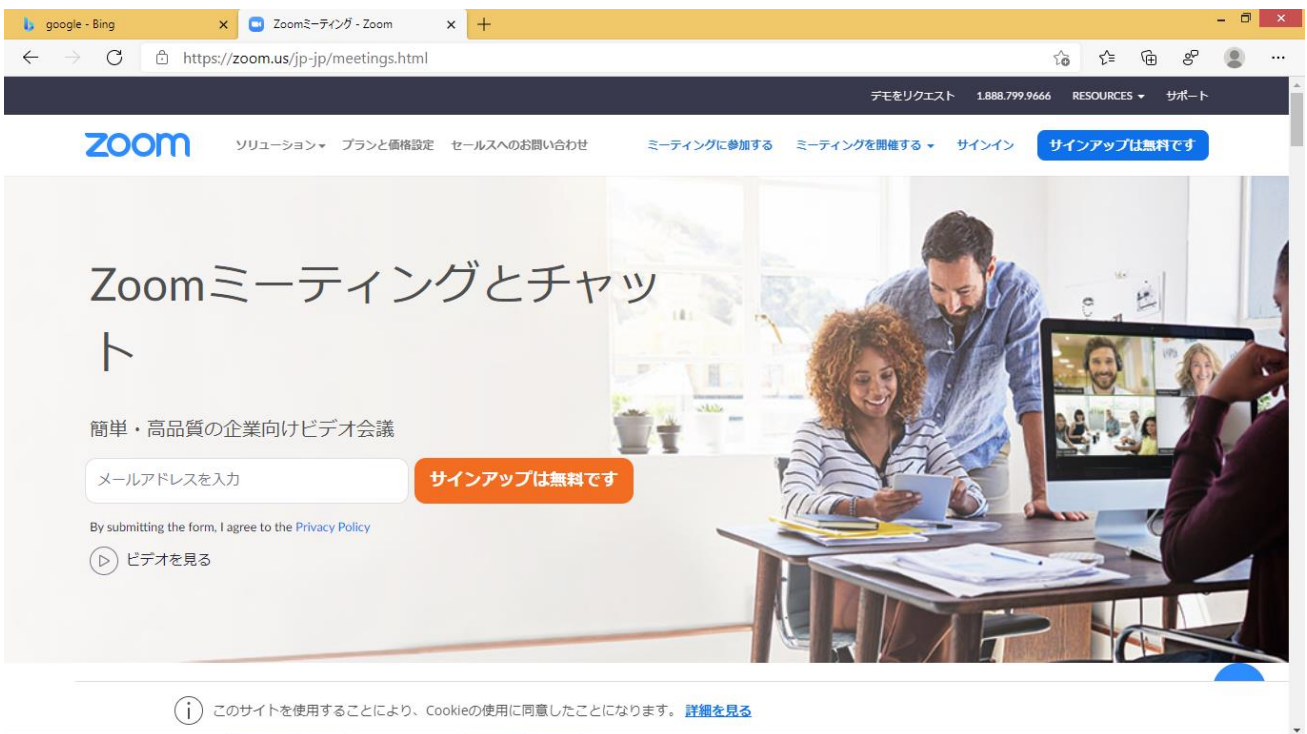 google - Bing
Zoomミーティング - Zoom
https://zoom.us/jp-jp/meetings.html
デモをリクエスト 1.888.799.9666 RESOURCES サポート
zoom ソリューション プランと価格設定 セールスへのお問い合わせ ミーティングに参加する ミーティングを開催する サインイン サインアップは無料です
Zoomミーティングとチャッ
ト
簡単・高品質の企業向けビデオ会議
メールアドレスを入力 サインアップは無料です
By submitting the form, I agree to the Privacy Policy
ビデオを見る
このサイトを使用することにより、Cookieの使用に同意したことになります。 詳細を見る